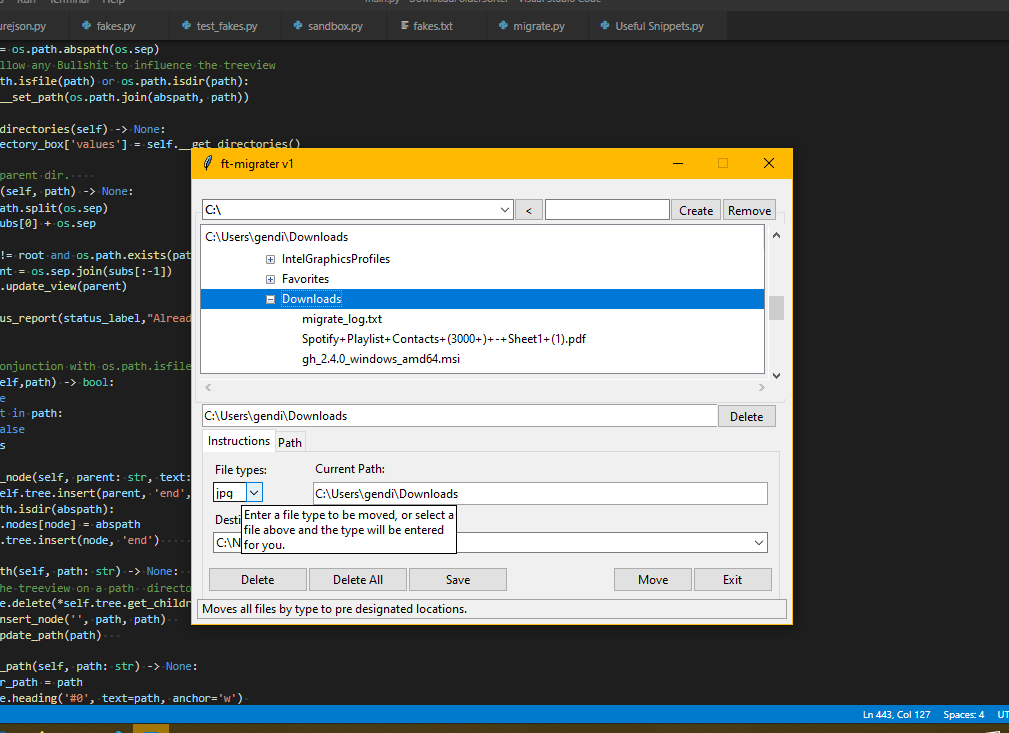 Run Terminal Help main.py - DownloadFolderSorter - Visual Studio Code
urejson.py fakes.py test_fakes.py sandbox.py fakes.txt migrate.py Useful Snippets.py
= os.path.abspath(os.sep)
llow any Bullshit to influence the treeview
th.isfile(path) or os.path.isdir(path):
__set_path(os.path.join(abspath, path))
directories(self) -> None:
ectory_box['values'] = self.__get_directories()
parent dir.
(self, path) -> None:
ath.split(os.sep)
ubs[0] + os.sep
!= root and os.path.exists(pat
nt = os.sep.join(subs[:-1])
.update_view(parent)
us_report(status_label,"Alread
onjunction with os.path.isfile
elf,path) -> bool:
e
t in path:
alse
s
_node(self, parent: str, text:
elf.tree.insert(parent, 'end',
th.isdir(abspath):
.nodes[node] = abspath
.tree.insert(node, 'end')
th(self, path: str) -> None:
he treeview on a path  directo
e.delete(*self.tree.get_childr
nsert_node('', path, path)
pdate_path(path)
_path(self, path: str) -> None:
r_path = path
e.heading('#0', text=path, anchor='w')
ft-migrater v1
C:\ < Create Remove
C:\Users\gendi\Downloads
IntelGraphicsProfiles
Favorites
Downloads
migrate_log.txt
Spotify+Playlist+Contacts+(3000+)+-+Sheet1+(1).pdf
gh_2.4.0_windows_amd64.msi
C:\Users\gendi\Downloads Delete
Instructions Path
File types: Current Path:
jpg C:\Users\gendi\Downloads
Desti
C:\N
Enter a file type to be moved, or select a
file above and the type will be entered
for you.
Delete Delete All Save Move Exit
Moves all files by type to pre designated locations.
Ln 443, Col 127 Spaces: 4 UT